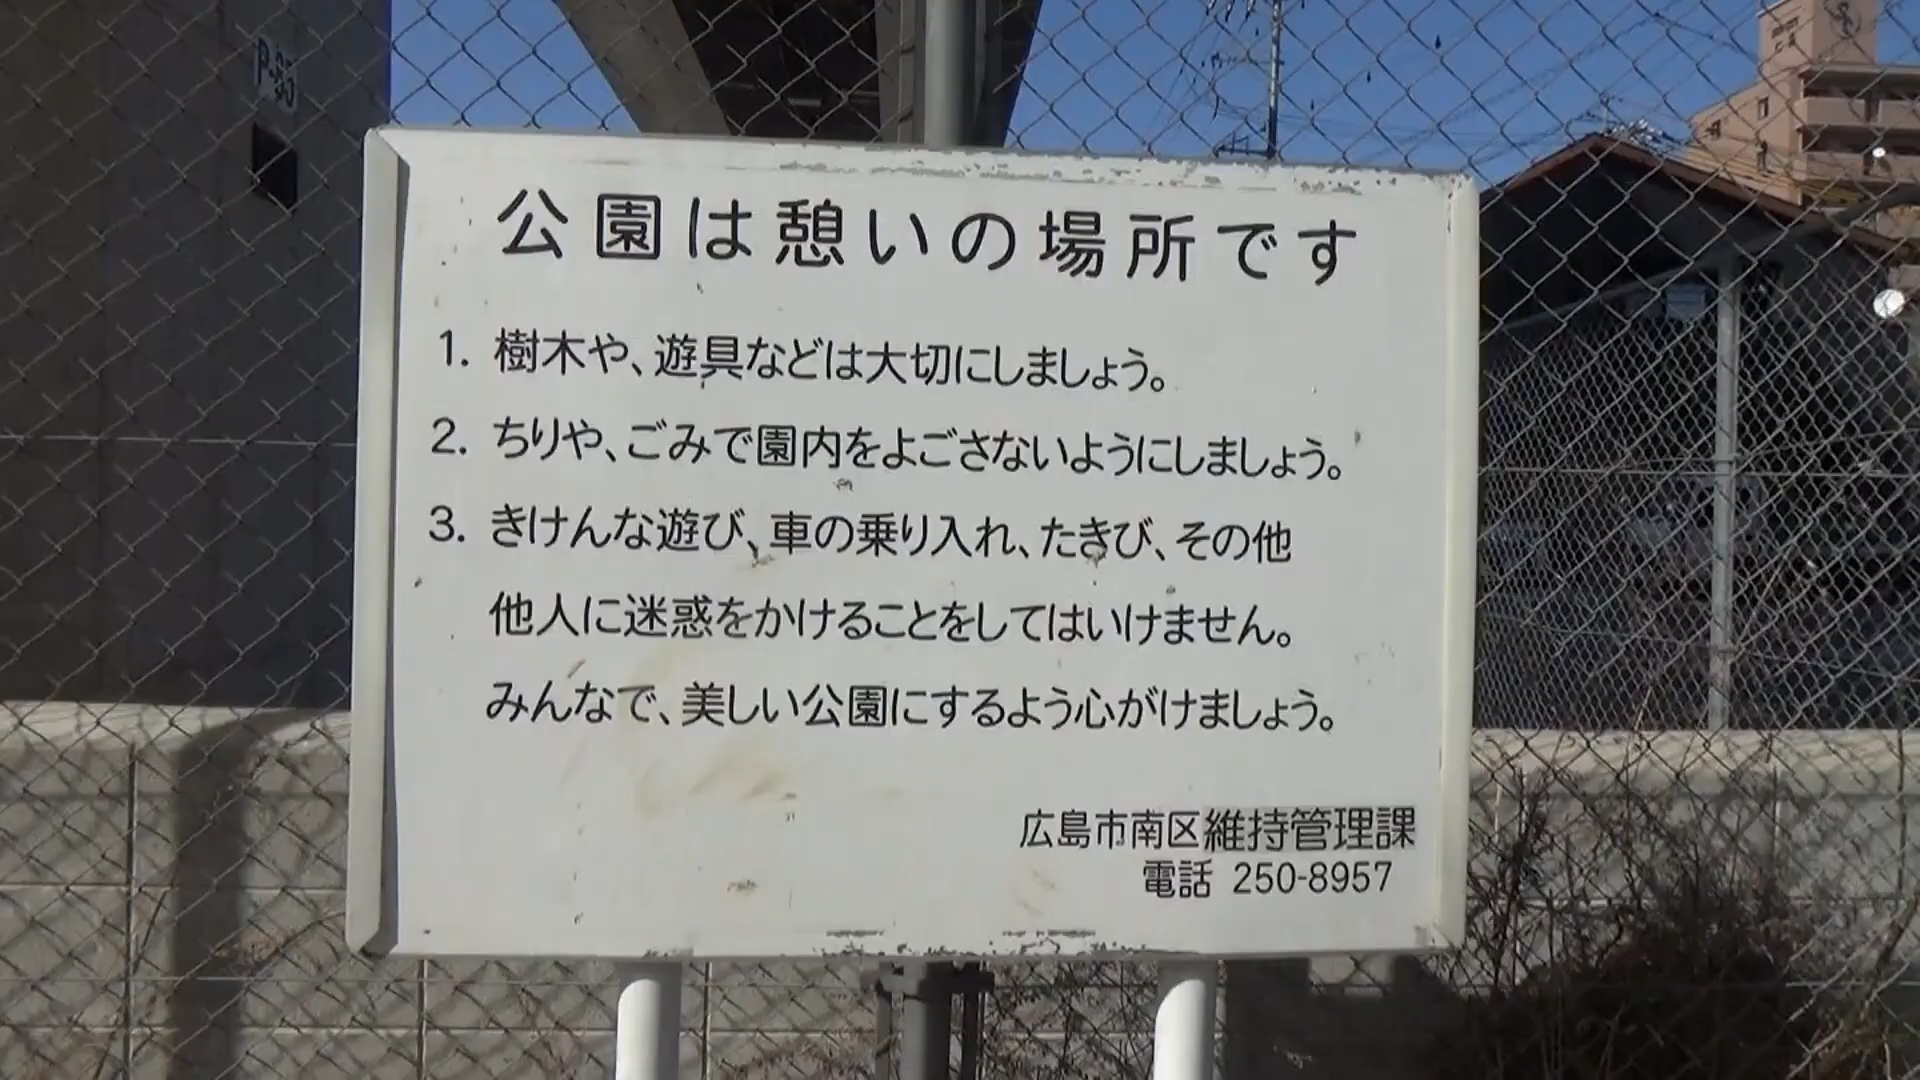 P-95
公園は憩いの場所です
1. 樹木や、遊具などは大切にしましょう。
2. ちりや、ごみで園内をよごさないようにしましょう。
3. きけんな遊び、車の乗り入れ、たきび、その他
他人に迷惑をかけることをしてはいけません。
みんなで、美しい公園にするよう心がけましょう。
広島市南区維持管理課
電話 250-8957